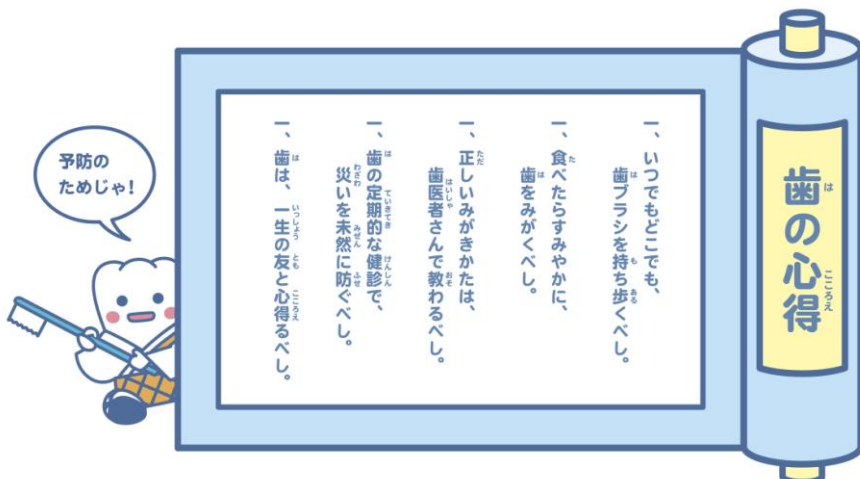 歯の心得
一、いつでもどこでも、
歯ブラシを持ち歩くべし。
一、食べたらすみやかに、
歯をみがくべし。
一、正しいみがきかたは、
歯医者さんで教わるべし。
一、歯の定期的な健診で、
災いを未然に防ぐべし。
一、歯は、一生の友と心得るべし。
予防の
ためじゃ!